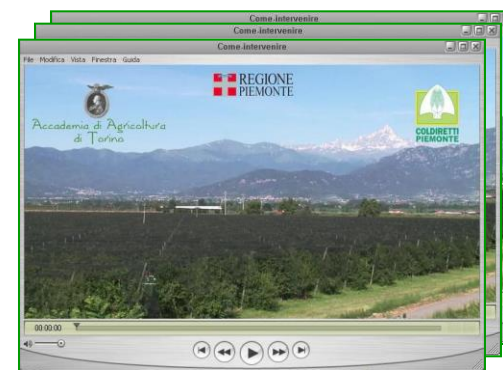 Come-intervenire
Come-intervenire
Come-intervenire
File Modifica Vista Finestra Guida
REGIONE
PIEMONTE
Accademia di Agricoltura
di Torino
COLDIRETTI
PIEMONTE
00:00:00